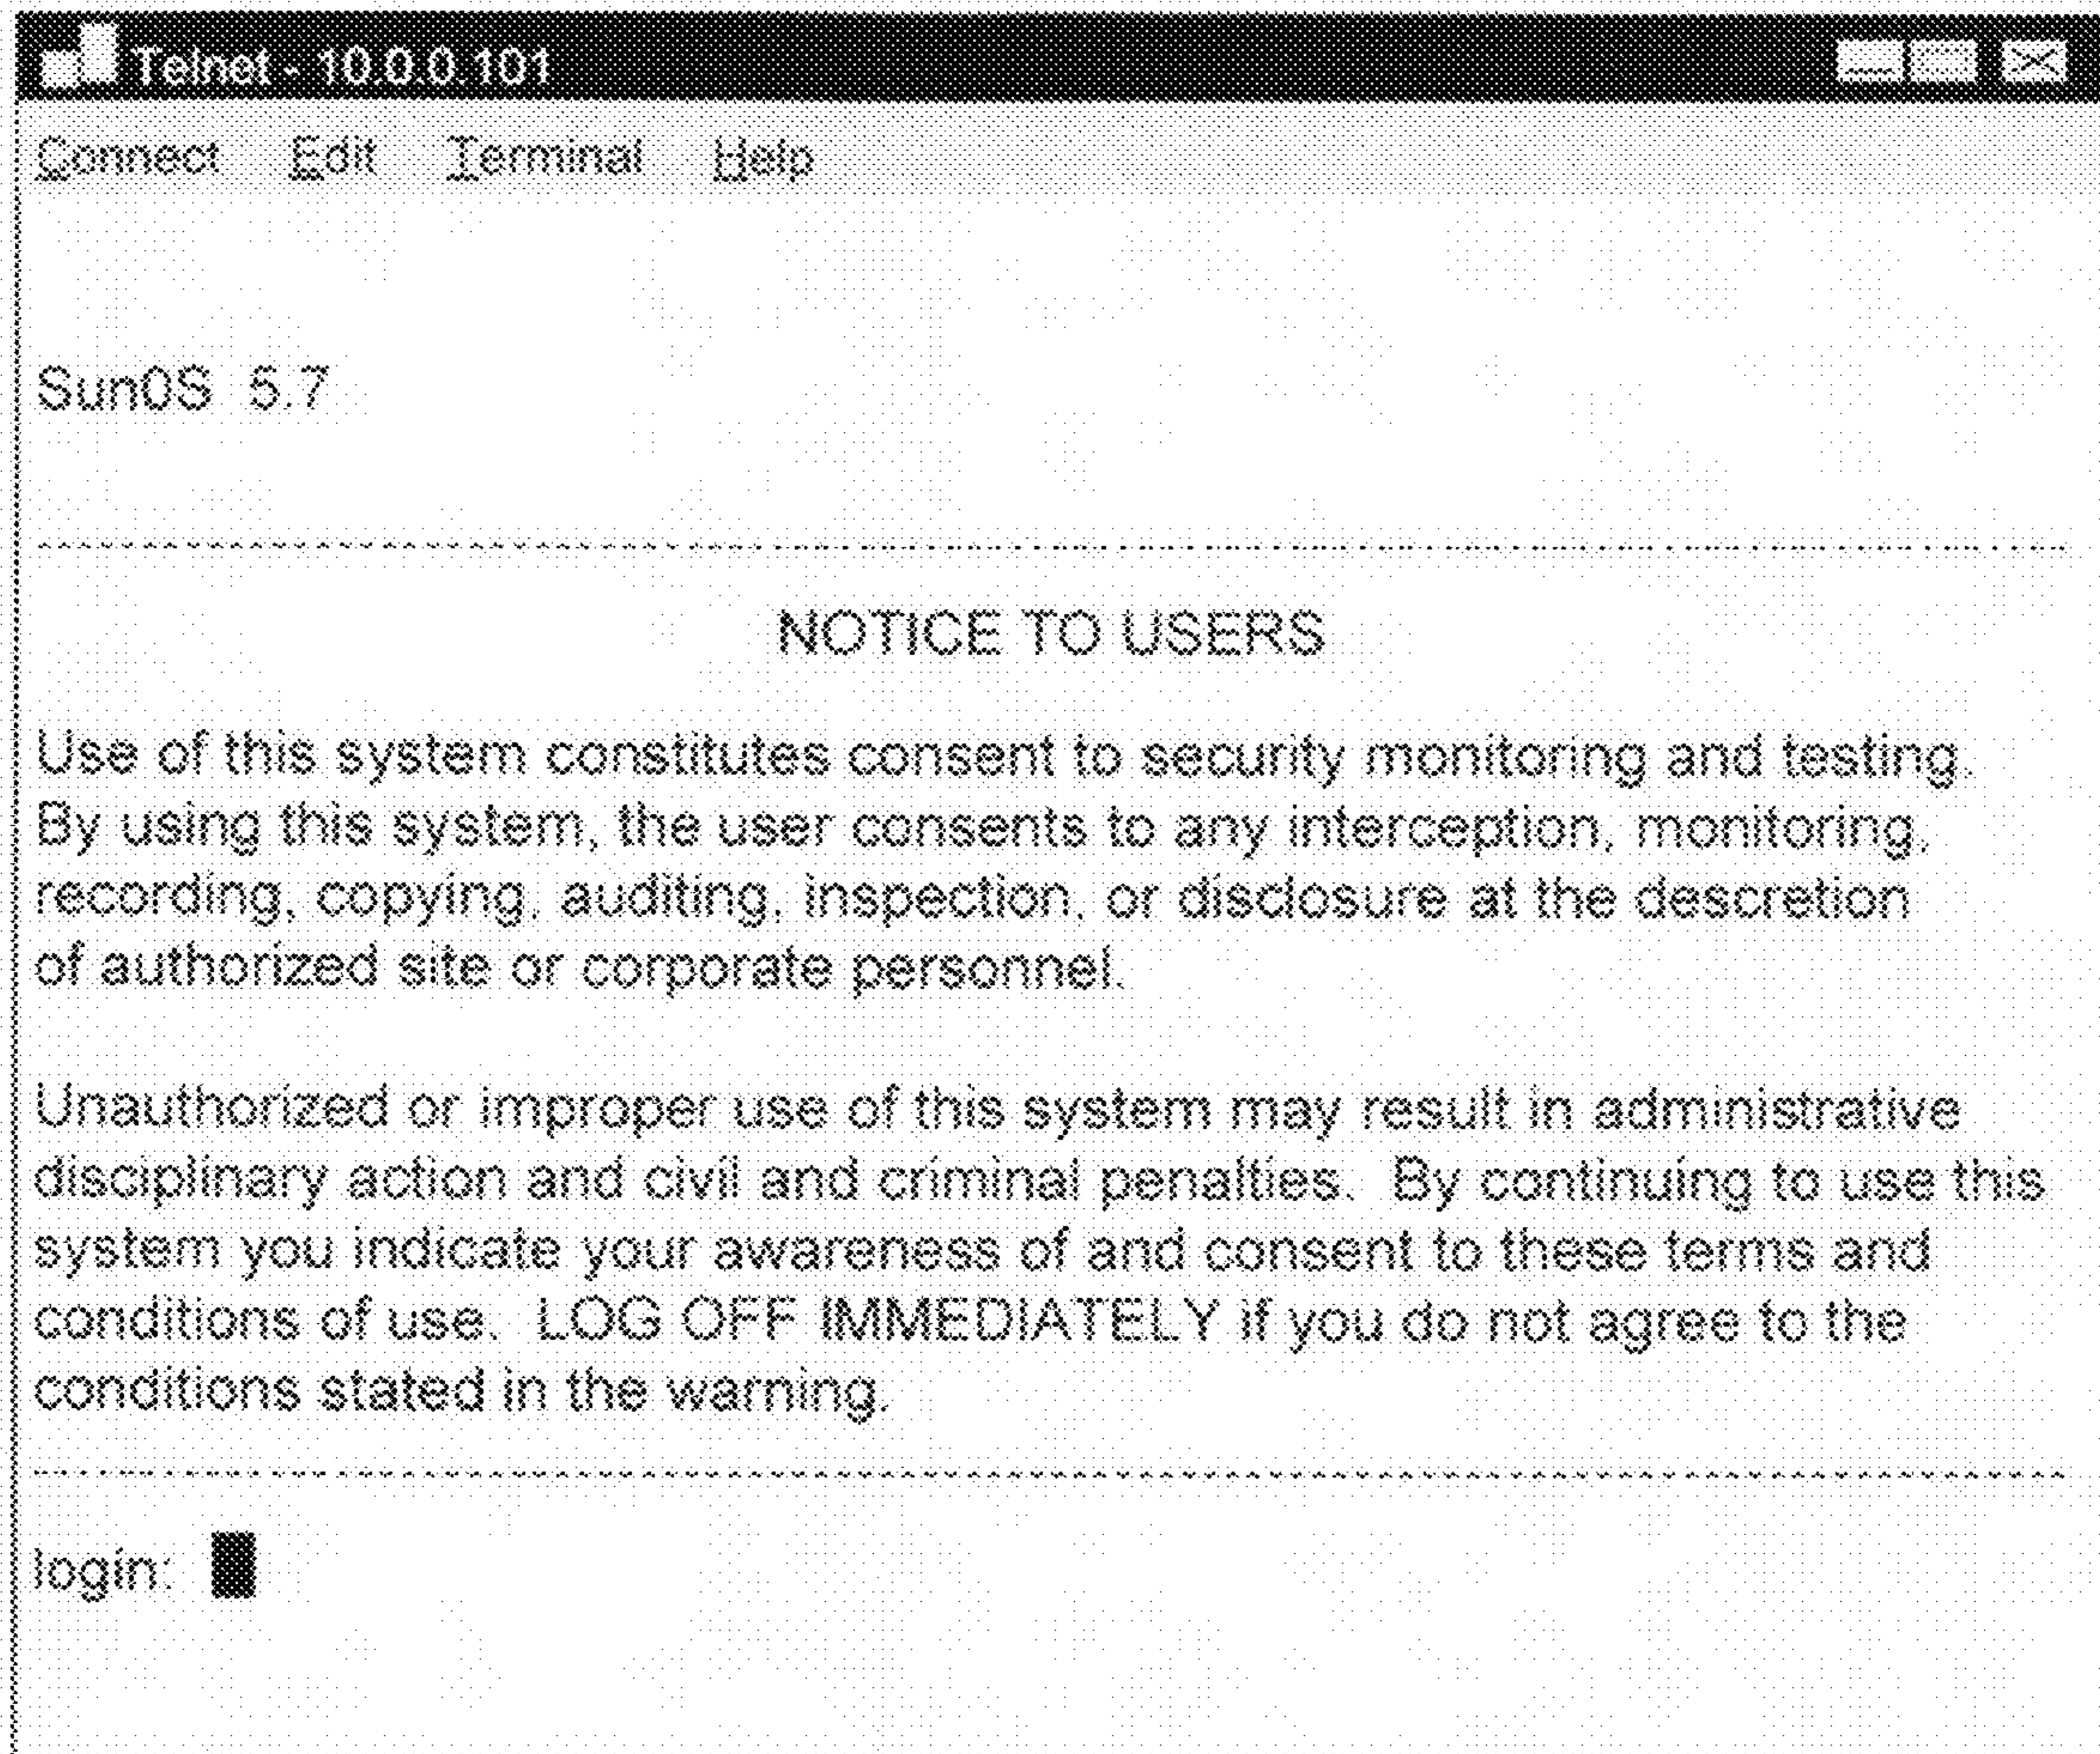 Telnet - 10.0.0.101
Connect Edit Terminal Help
Sun0S 5.7
NOTICE TO USERS
Use of this system constitutes consent to security monitoring and testing.
By using this system, the user consents to any interception, monitoring,
recording, copying, auditing, inspection, or disclosure at the descretion
of authorized site or corporate personnel.
Unauthorized or improper use of this system may result in administrative
disciplinary action and civil and criminal penalties. By continuing to use this
system you indicate your awareness of and consent to these terms and
conditions of use. LOG OFF IMMEDIATELY if you do not agree to the
conditions stated in the warning.
login: